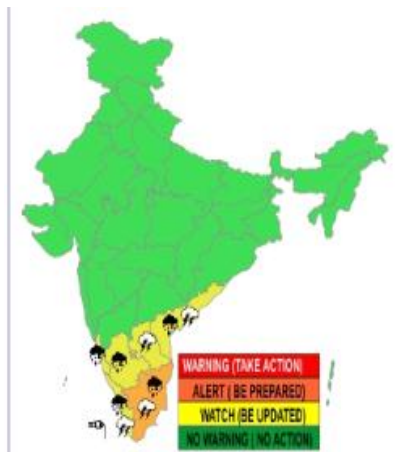 WARNING (TAKE ACTION)
ALERT ( BE PREPARED)
WATCH (BE UPDATED)
NO WARNING ( NO ACTION)